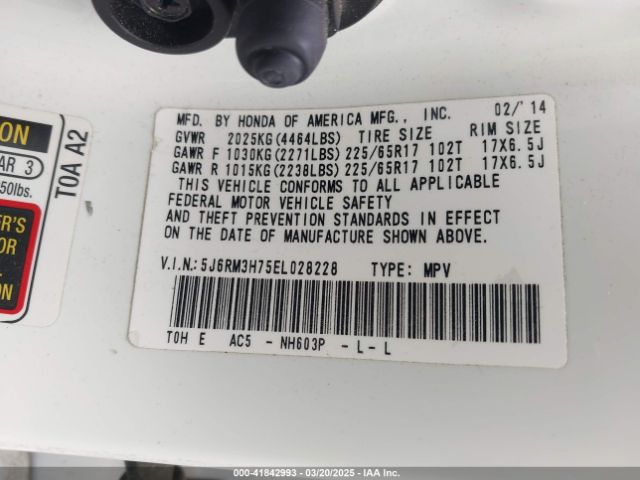 MFD. BY HONDA OF AMERICA MFG., INC. 02/'14
GVWR 2025KG(4464LBS) TIRE SIZE RIM SIZE
GAWR F 1030KG(2271LBS) 225/65R17 102T 17X6.5J
GAWR R 1015KG(2238LBS) 225/65R17 102T 17X6.5J
THIS VEHICLE CONFORMS TO ALL APPLICABLE
FEDERAL MOTOR VEHICLE SAFETY
AND THEFT PREVENTION STANDARDS IN EFFECT
ON THE DATE OF MANUFACTURE SHOWN ABOVE.
V.I.N.:5J6RM3H75EL028228 TYPE: MPV
T0H E AC5 - NH603P - L - L
ON
AR 3
50lbs.
T0A A2
ER'S
OR
ON
000-41842993 - 03/20/2025 - IAA Copart